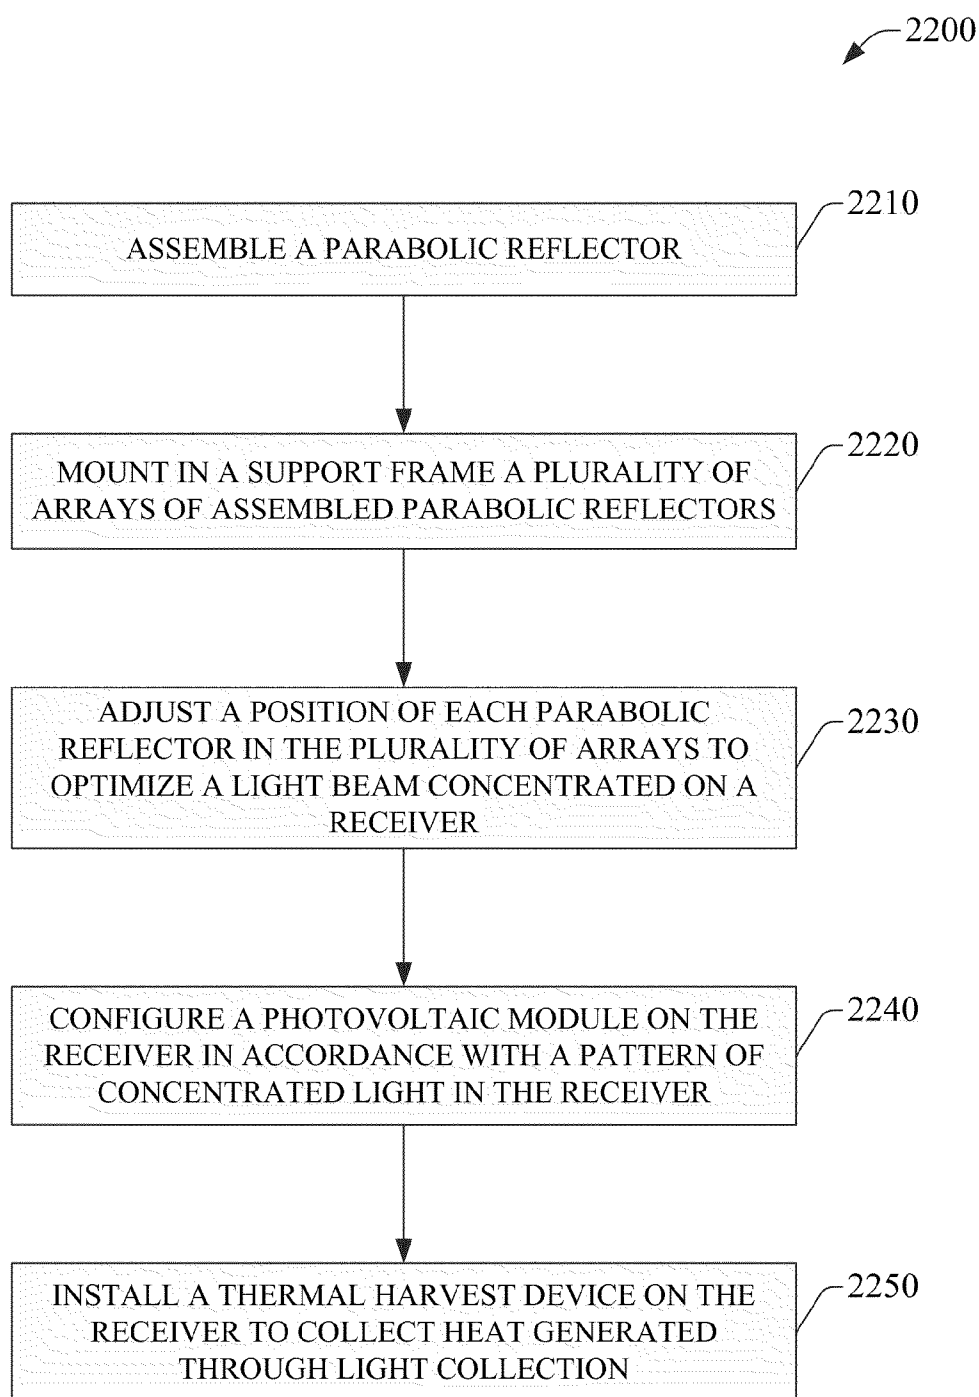 2200
2210
ASSEMBLE A PARABOLIC REFLECTOR
2220
MOUNT IN A SUPPORT FRAME A PLURALITY OF
ARRAYS OF ASSEMBLED PARABOLIC REFLECTORS
2230
ADJUST A POSITION OF EACH PARABOLIC
REFLECTOR IN THE PLURALITY OF ARRAYS TO
OPTIMIZE A LIGHT BEAM CONCENTRATED ON A
RECEIVER
2240
CONFIGURE A PHOTOVOLTAIC MODULE ON THE
RECEIVER IN ACCORDANCE WITH A PATTERN OF
CONCENTRATED LIGHT IN THE RECEIVER
2250
INSTALL A THERMAL HARVEST DEVICE ON THE
RECEIVER TO COLLECT HEAT GENERATED
THROUGH LIGHT COLLECTION